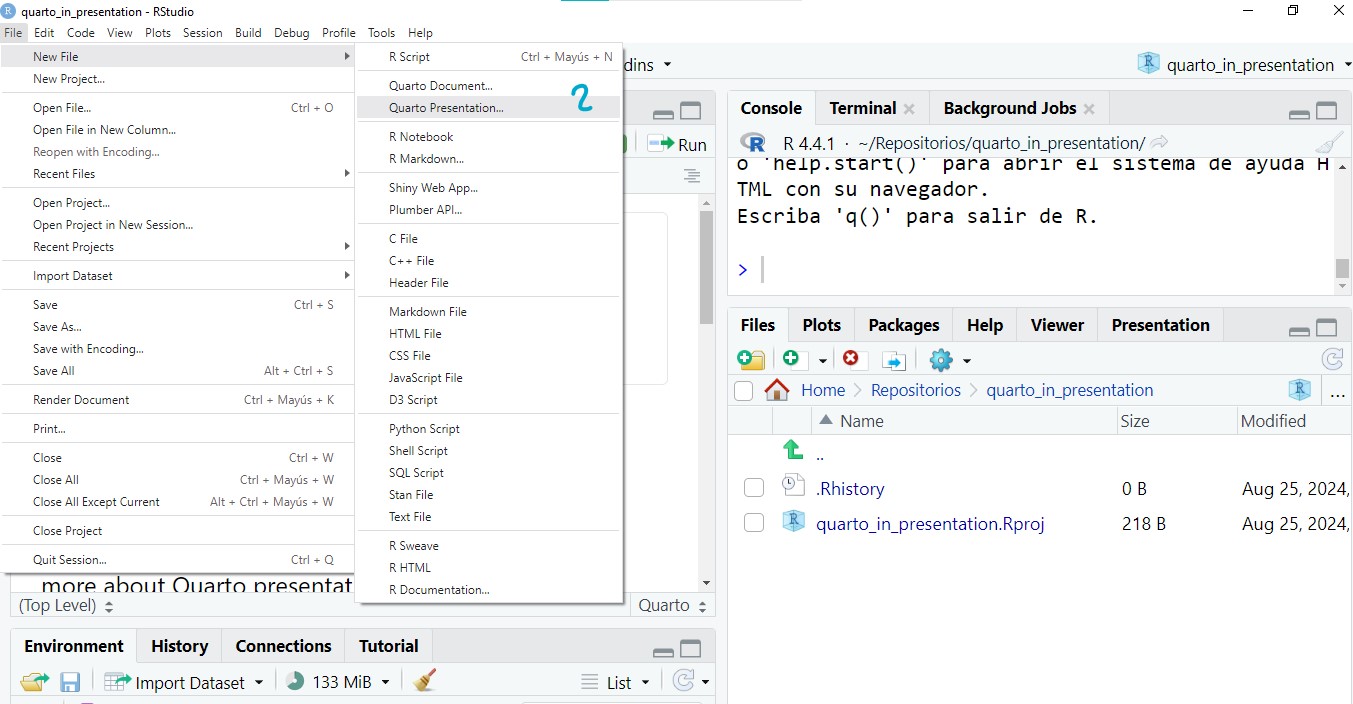 quarto_in_presentation - RStudio
File Edit Code View Plots Session Build Debug Profile Tools Help
New File
New Project...
Open File... Ctrl + O
Open File in New Column...
Reopen with Encoding...
Recent Files
Open Project...
Open Project in New Session...
Recent Projects
Import Dataset
Save Ctrl + S
Save As...
Save with Encoding...
Save All Alt + Ctrl + S
Render Document Ctrl + Mayús + K
Print...
Close Ctrl + W
Close All Ctrl + Mayús + W
Close All Except Current Alt + Ctrl + Mayús + W
Close Project
Quit Session... Ctrl + Q
R Script Ctrl + Mayús + N
Quarto Document...
Quarto Presentation...
2
R Notebook
R Markdown...
Shiny Web App...
Plumber API...
C File
C++ File
Header File
Markdown File
HTML File
CSS File
JavaScript File
D3 Script
Python Script
Shell Script
SQL Script
Stan File
Text File
R Sweave
R HTML
R Documentation...
dins
quarto_in_presentation
Run
more about Quarto presentat
(Top Level)
Quarto
Environment History Connections Tutorial
Import Dataset 133 MiB List
Console Terminal Background Jobs
R 4.4.1 · ~/Repositorios/quarto_in_presentation/
o 'help.start()' para abrir el sistema de ayuda H
TML con su navegador.
Escriba 'q()' para salir de R.
>
Files Plots Packages Help Viewer Presentation
Home Repositorios quarto_in_presentation R ...
Name Size Modified
..
.Rhistory 0 B Aug 25, 2024,
quarto_in_presentation.Rproj 218 B Aug 25, 2024,